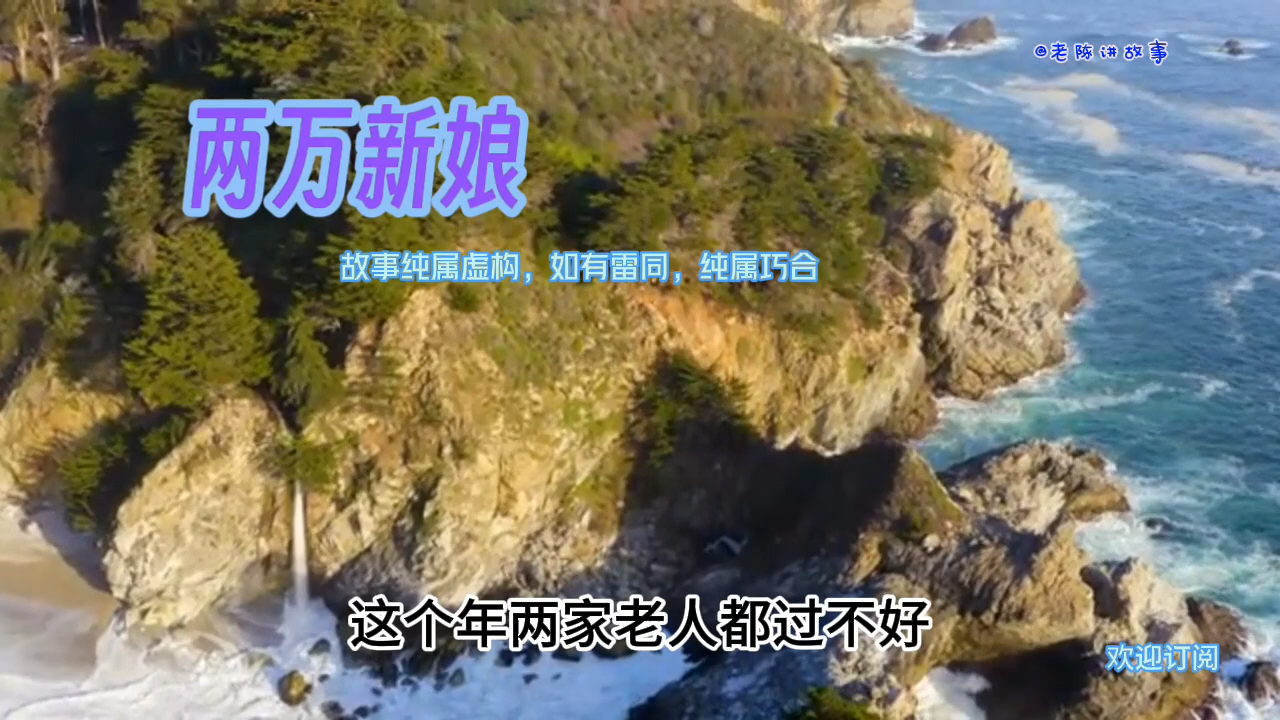 @老陈讲故事
两万新娘
故事纯属虚构，如有雷同，纯属巧合
这个年两家老人都过不好
欢迎订阅